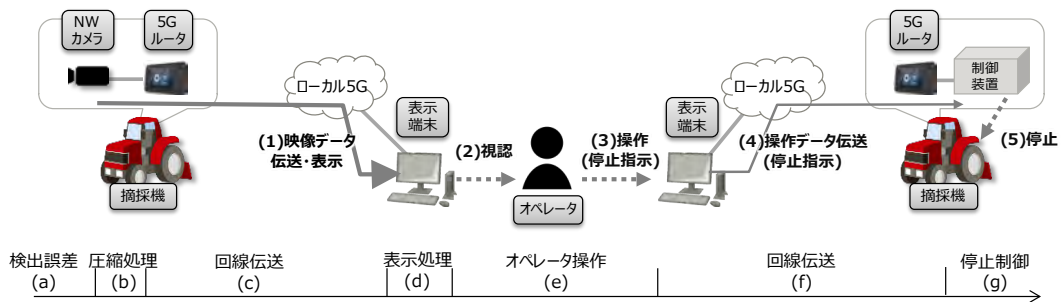 NW
カメラ
5G
ルータ
ローカル5G
表示
端末
(1)映像データ
伝送・表示
(2)視認
(3)操作
(停止指示)
オペレータ
摘採機
ローカル5G
表示
端末
(4)操作データ伝送
(停止指示)
5G
ルータ
制御
装置
(5)停止
摘採機
検出誤差
(a)
圧縮処理
(b)
回線伝送
(c)
表示処理
(d)
オペレータ操作
(e)
回線伝送
(f)
停止制御
(g)